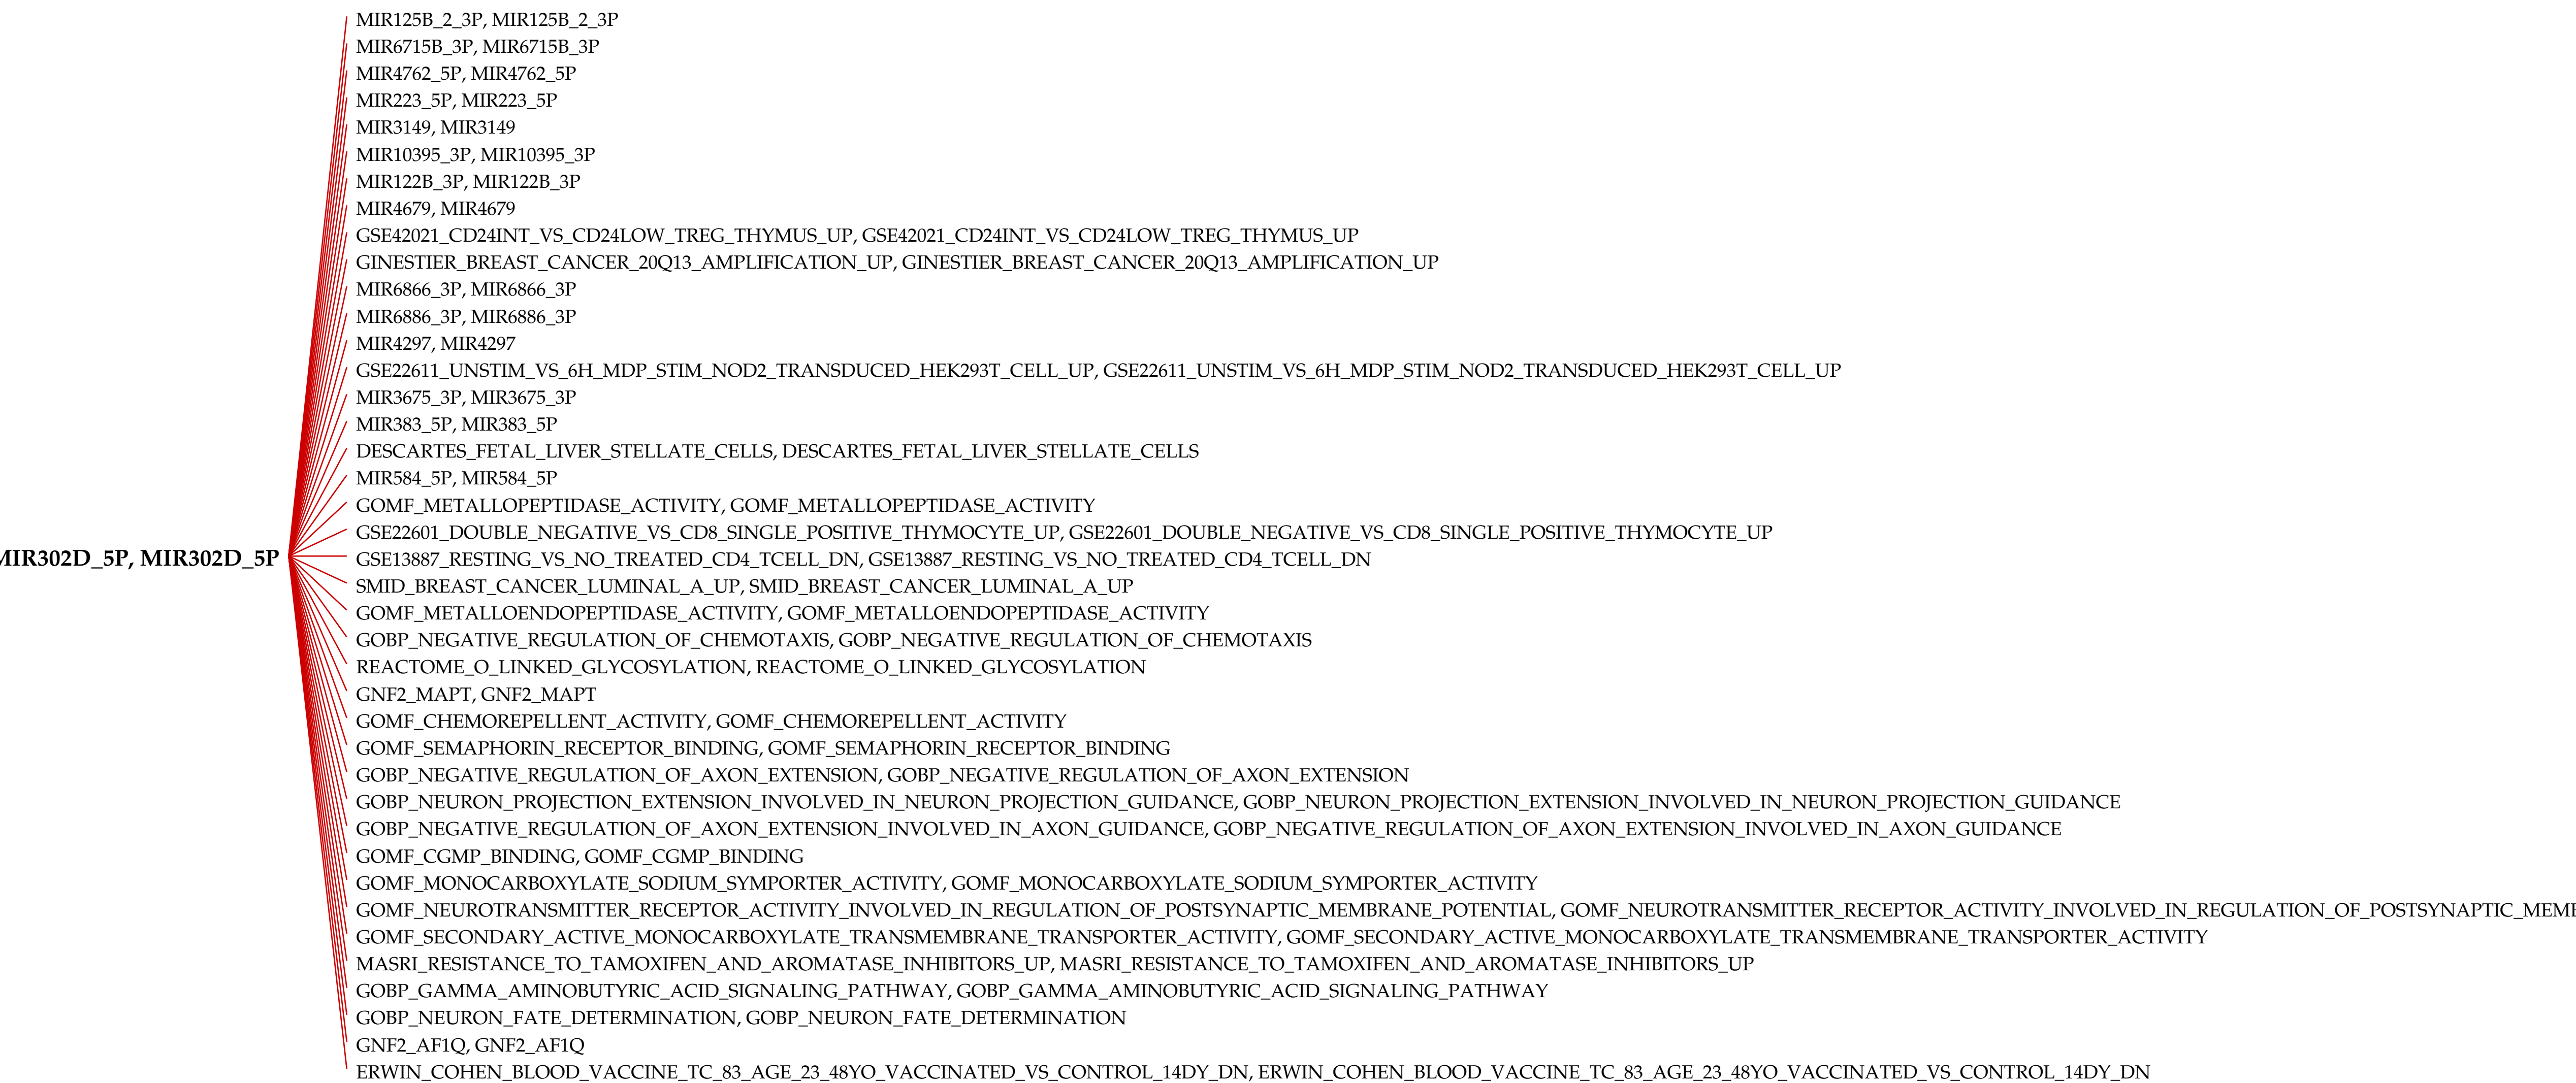 MIR125B_2_3P, MIR125B_2_3P
MIR6715B_3P, MIR6715B_3P
MIR4762_5P, MIR4762_5P
MIR223_5P, MIR223_5P
MIR3149, MIR3149
MIR10395_3P, MIR10395_3P
MIR122B_3P, MIR122B_3P
MIR4679, MIR4679
GSE42021_CD24INT_VS_CD24LOW_TREG_THYMUS_UP, GSE42021_CD24INT_VS_CD24LOW_TREG_THYMUS_UP
GINESTIER_BREAST_CANCER_20Q13_AMPLIFICATION_UP, GINESTIER_BREAST_CANCER_20Q13_AMPLIFICATION_UP
MIR6866_3P, MIR6866_3P
MIR6886_3P, MIR6886_3P
MIR4297, MIR4297
GSE22611_UNSTIM_VS_6H_MDP_STIM_NOD2_TRANSDUCED_HEK293T_CELL_UP, GSE22611_UNSTIM_VS_6H_MDP_STIM_NOD2_TRANSDUCED_HEK293T_CELL_UP
MIR3675_3P, MIR3675_3P
MIR383_5P, MIR383_5P
DESCARTES_FETAL_LIVER_STELLATE_CELLS, DESCARTES_FETAL_LIVER_STELLATE_CELLS
MIR584_5P, MIR584_5P
GOMF_METALLOPEPTIDASE_ACTIVITY, GOMF_METALLOPEPTIDASE_ACTIVITY
GSE22601_DOUBLE_NEGATIVE_VS_CD8_SINGLE_POSITIVE_THYMOCYTE_UP, GSE22601_DOUBLE_NEGATIVE_VS_CD8_SINGLE_POSITIVE_THYMOCYTE_UP
MIR302D_5P, MIR302D_5P
GSE13887_RESTING_VS_NO_TREATED_CD4_TCELL_DN, GSE13887_RESTING_VS_NO_TREATED_CD4_TCELL_DN
SMID_BREAST_CANCER_LUMINAL_A_UP, SMID_BREAST_CANCER_LUMINAL_A_UP
GOMF_METALLOENDOPEPTIDASE_ACTIVITY, GOMF_METALLOENDOPEPTIDASE_ACTIVITY
GOBP_NEGATIVE_REGULATION_OF_CHEMOTAXIS, GOBP_NEGATIVE_REGULATION_OF_CHEMOTAXIS
REACTOME_O_LINKED_GLYCOSYLATION, REACTOME_O_LINKED_GLYCOSYLATION
GNF2_MAPT, GNF2_MAPT
GOMF_CHEMOREPELLENT_ACTIVITY, GOMF_CHEMOREPELLENT_ACTIVITY
GOMF_SEMAPHORIN_RECEPTOR_BINDING, GOMF_SEMAPHORIN_RECEPTOR_BINDING
GOBP_NEGATIVE_REGULATION_OF_AXON_EXTENSION, GOBP_NEGATIVE_REGULATION_OF_AXON_EXTENSION
GOBP_NEURON_PROJECTION_EXTENSION_INVOLVED_IN_NEURON_PROJECTION_GUIDANCE, GOBP_NEURON_PROJECTION_EXTENSION_INVOLVED_IN_NEURON_PROJECTION_GUIDANCE
GOBP_NEGATIVE_REGULATION_OF_AXON_EXTENSION_INVOLVED_IN_AXON_GUIDANCE, GOBP_NEGATIVE_REGULATION_OF_AXON_EXTENSION_INVOLVED_IN_AXON_GUIDANCE
GOMF_CGMP_BINDING, GOMF_CGMP_BINDING
GOMF_MONOCARBOXYLATE_SODIUM_SYMPORTER_ACTIVITY, GOMF_MONOCARBOXYLATE_SODIUM_SYMPORTER_ACTIVITY
GOMF_NEUROTRANSMITTER_RECEPTOR_ACTIVITY_INVOLVED_IN_REGULATION_OF_POSTSYNAPTIC_MEMBRANE_POTENTIAL, GOMF_NEUROTRANSMITTER_RECEPTOR_ACTIVITY_INVOLVED_IN_REGULATION_OF_POSTSYNAPTIC_MEM
GOMF_SECONDARY_ACTIVE_MONOCARBOXYLATE_TRANSMEMBRANE_TRANSPORTER_ACTIVITY, GOMF_SECONDARY_ACTIVE_MONOCARBOXYLATE_TRANSMEMBRANE_TRANSPORTER_ACTIVITY
MASRI_RESISTANCE_TO_TAMOXIFEN_AND_AROMATASE_INHIBITORS_UP, MASRI_RESISTANCE_TO_TAMOXIFEN_AND_AROMATASE_INHIBITORS_UP
GOBP_GAMMA_AMINOBUTYRIC_ACID_SIGNALING_PATHWAY, GOBP_GAMMA_AMINOBUTYRIC_ACID_SIGNALING_PATHWAY
GOBP_NEURON_FATE_DETERMINATION, GOBP_NEURON_FATE_DETERMINATION
GNF2_AF1Q, GNF2_AF1Q
ERWIN_COHEN_BLOOD_VACCINE_TC_83_AGE_23_48YO_VACCINATED_VS_CONTROL_14DY_DN, ERWIN_COHEN_BLOOD_VACCINE_TC_83_AGE_23_48YO_VACCINATED_VS_CONTROL_14DY_DN